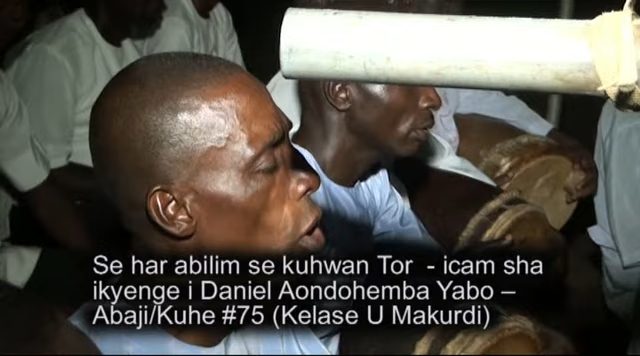 Se har abilim se kuhwan Tor - icam sha
ikyenge i Daniel Aondohemba Yabo –
Abaji/Kuhe #75 (Kelase U Makurdi)